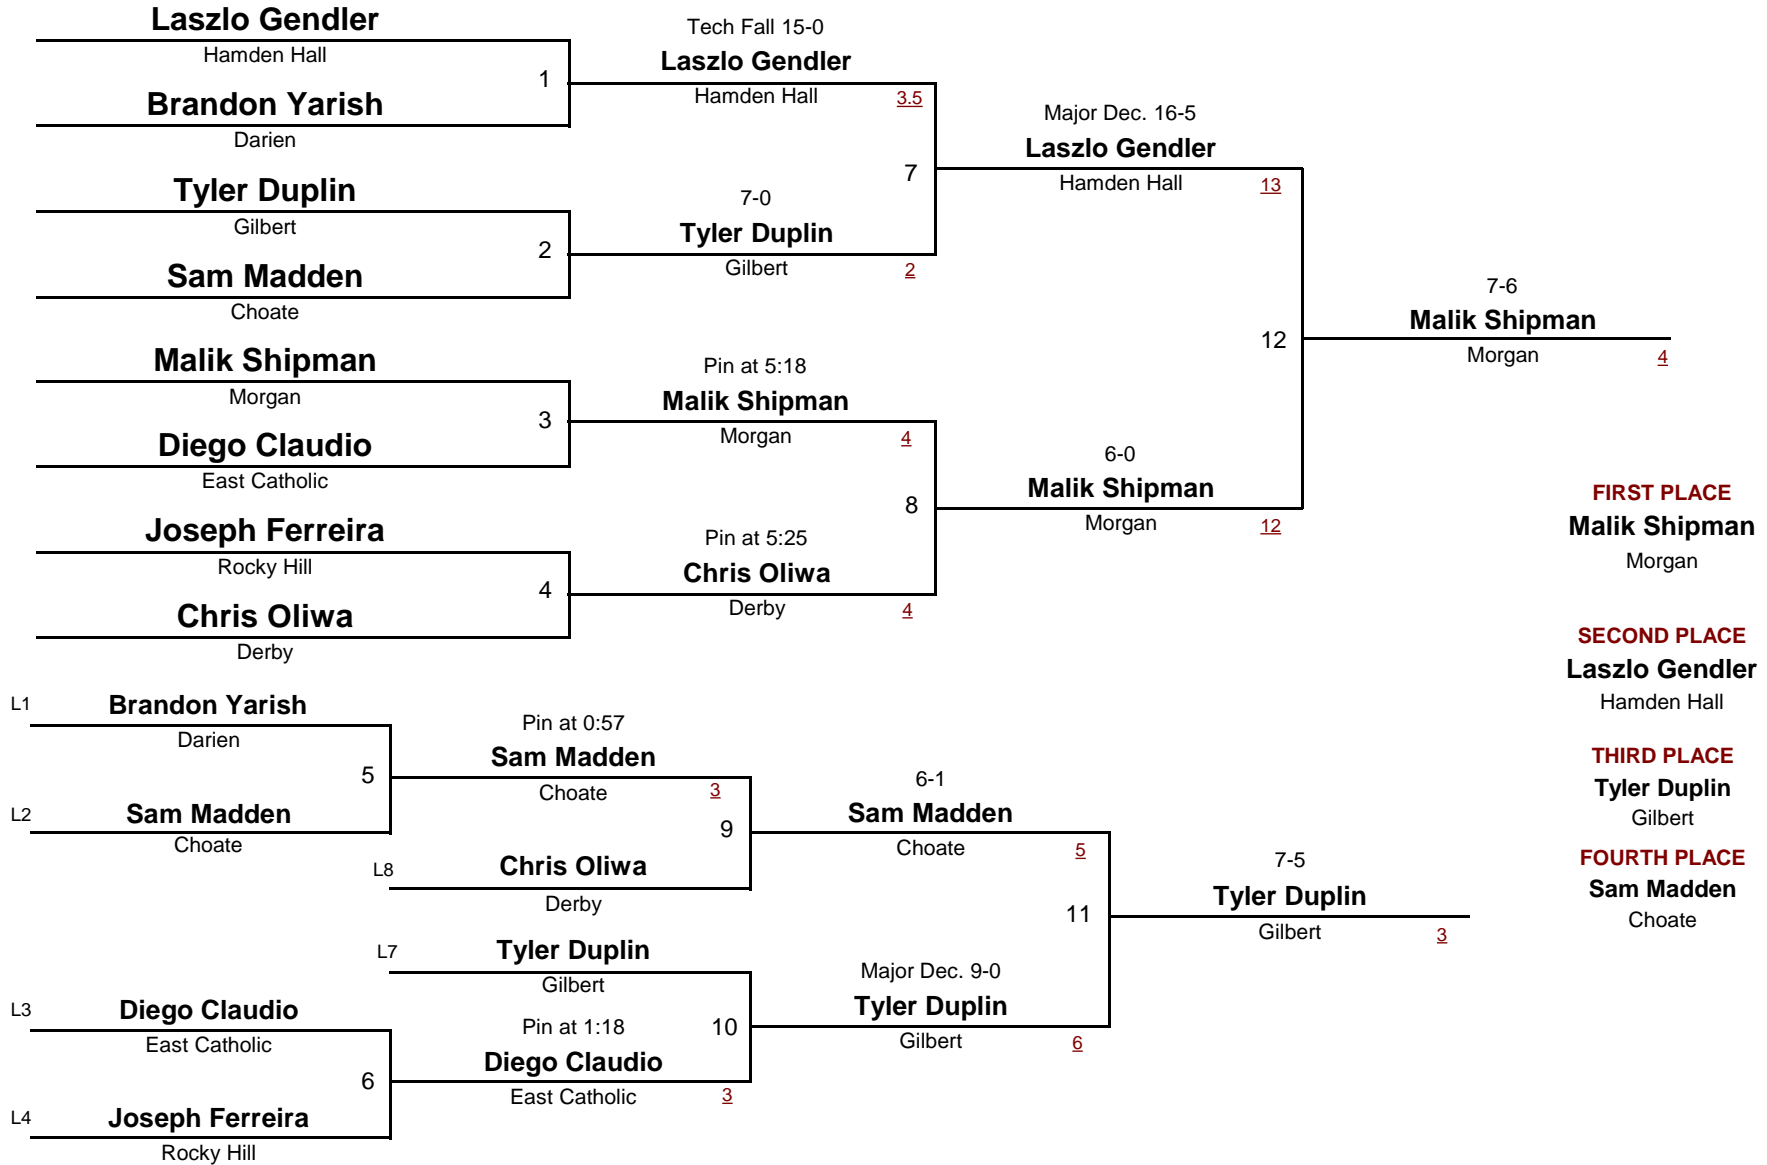 Laszlo Gendler
Hamden Hall
1
Brandon Yarish
Darien
Tyler Duplin
Gilbert
2
Sam Madden
Choate
Malik Shipman
Morgan
3
Diego Claudio
East Catholic
Joseph Ferreira
Rocky Hill
4
Chris Oliwa
Derby
Tech Fall 15-0
Laszlo Gendler
Hamden Hall 3.5
7
7-0
Tyler Duplin
Gilbert 2
Pin at 5:18
Malik Shipman
Morgan 4
8
Pin at 5:25
Chris Oliwa
Derby 4
Major Dec. 16-5
Laszlo Gendler
Hamden Hall 13
12
6-0
Malik Shipman
Morgan 12
7-6
Malik Shipman
Morgan 4
L1 Brandon Yarish
Darien
5
L2 Sam Madden
Choate
Pin at 0:57
Sam Madden
Choate 3
9
L8 Chris Oliwa
Derby
L7 Tyler Duplin
Gilbert
L3 Diego Claudio
East Catholic
6
L4 Joseph Ferreira
Rocky Hill
Pin at 1:18 10
Diego Claudio
East Catholic 3
6-1
Sam Madden
Choate 5
11
Major Dec. 9-0
Tyler Duplin
Gilbert 6
7-5
Tyler Duplin
Gilbert 3
FIRST PLACE
Malik Shipman
Morgan
SECOND PLACE
Laszlo Gendler
Hamden Hall
THIRD PLACE
Tyler Duplin
Gilbert
FOURTH PLACE
Sam Madden
Choate